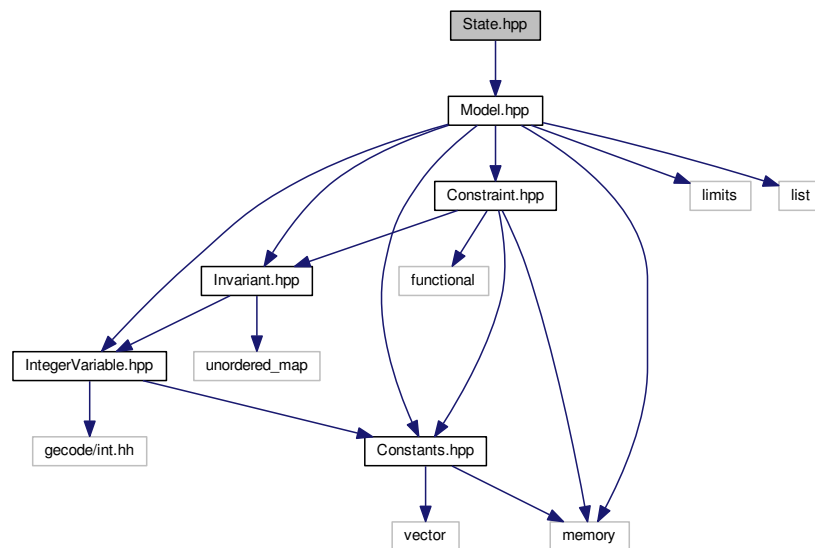 State.hpp
Model.hpp
Constraint.hpp
limits
list
Invariant.hpp
functional
IntegerVariable.hpp
unordered_map
gecode/int.hh
Constants.hpp
vector
memory